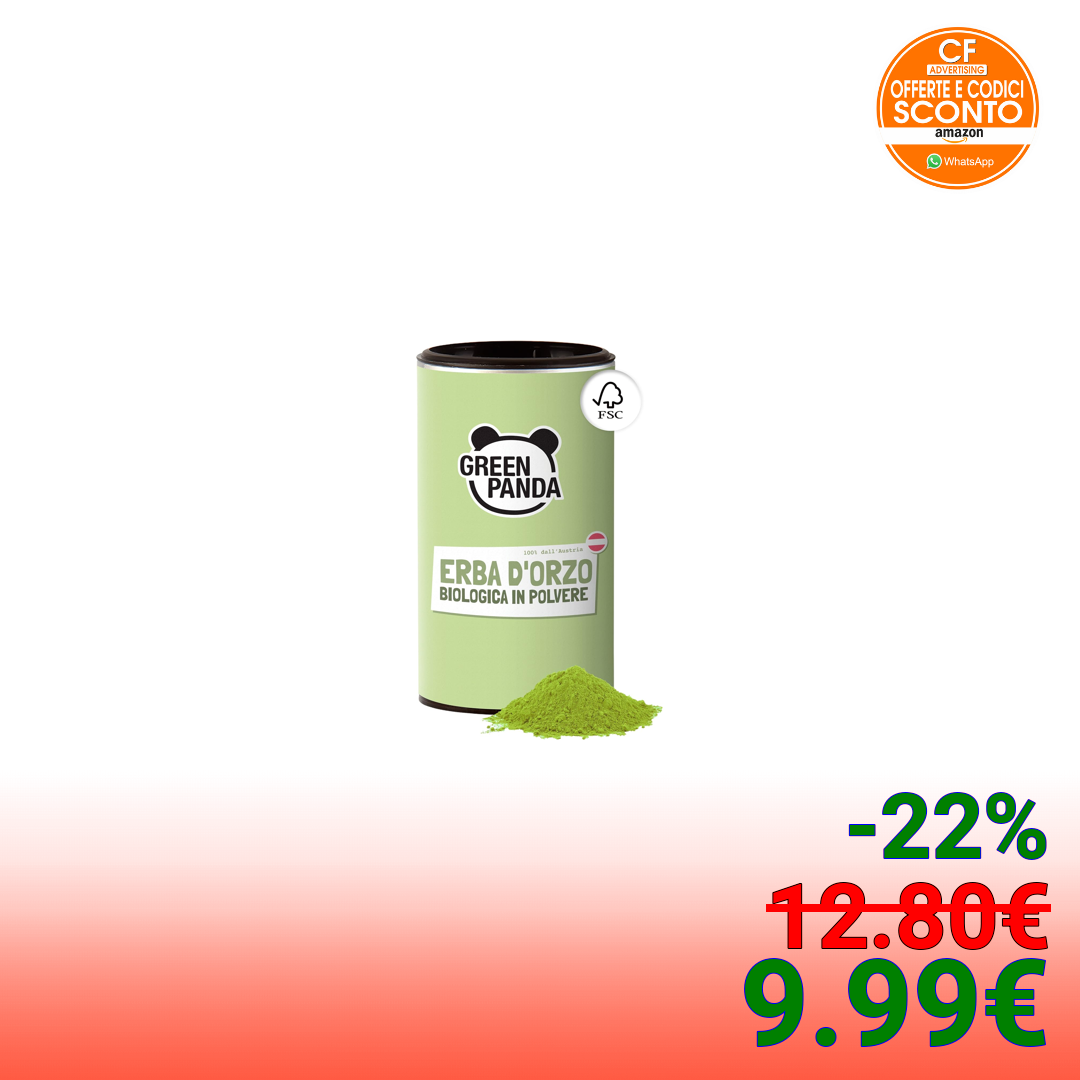 CF
ADVERTISING
OFFERTE E CODICI
SCONTO
amazon
WhatsApp
FSC
GREEN
PANDA
100% dall'Austria
ERBA D'ORZO
BIOLOGICA IN POLVERE
-22%
12.80€
9.99€